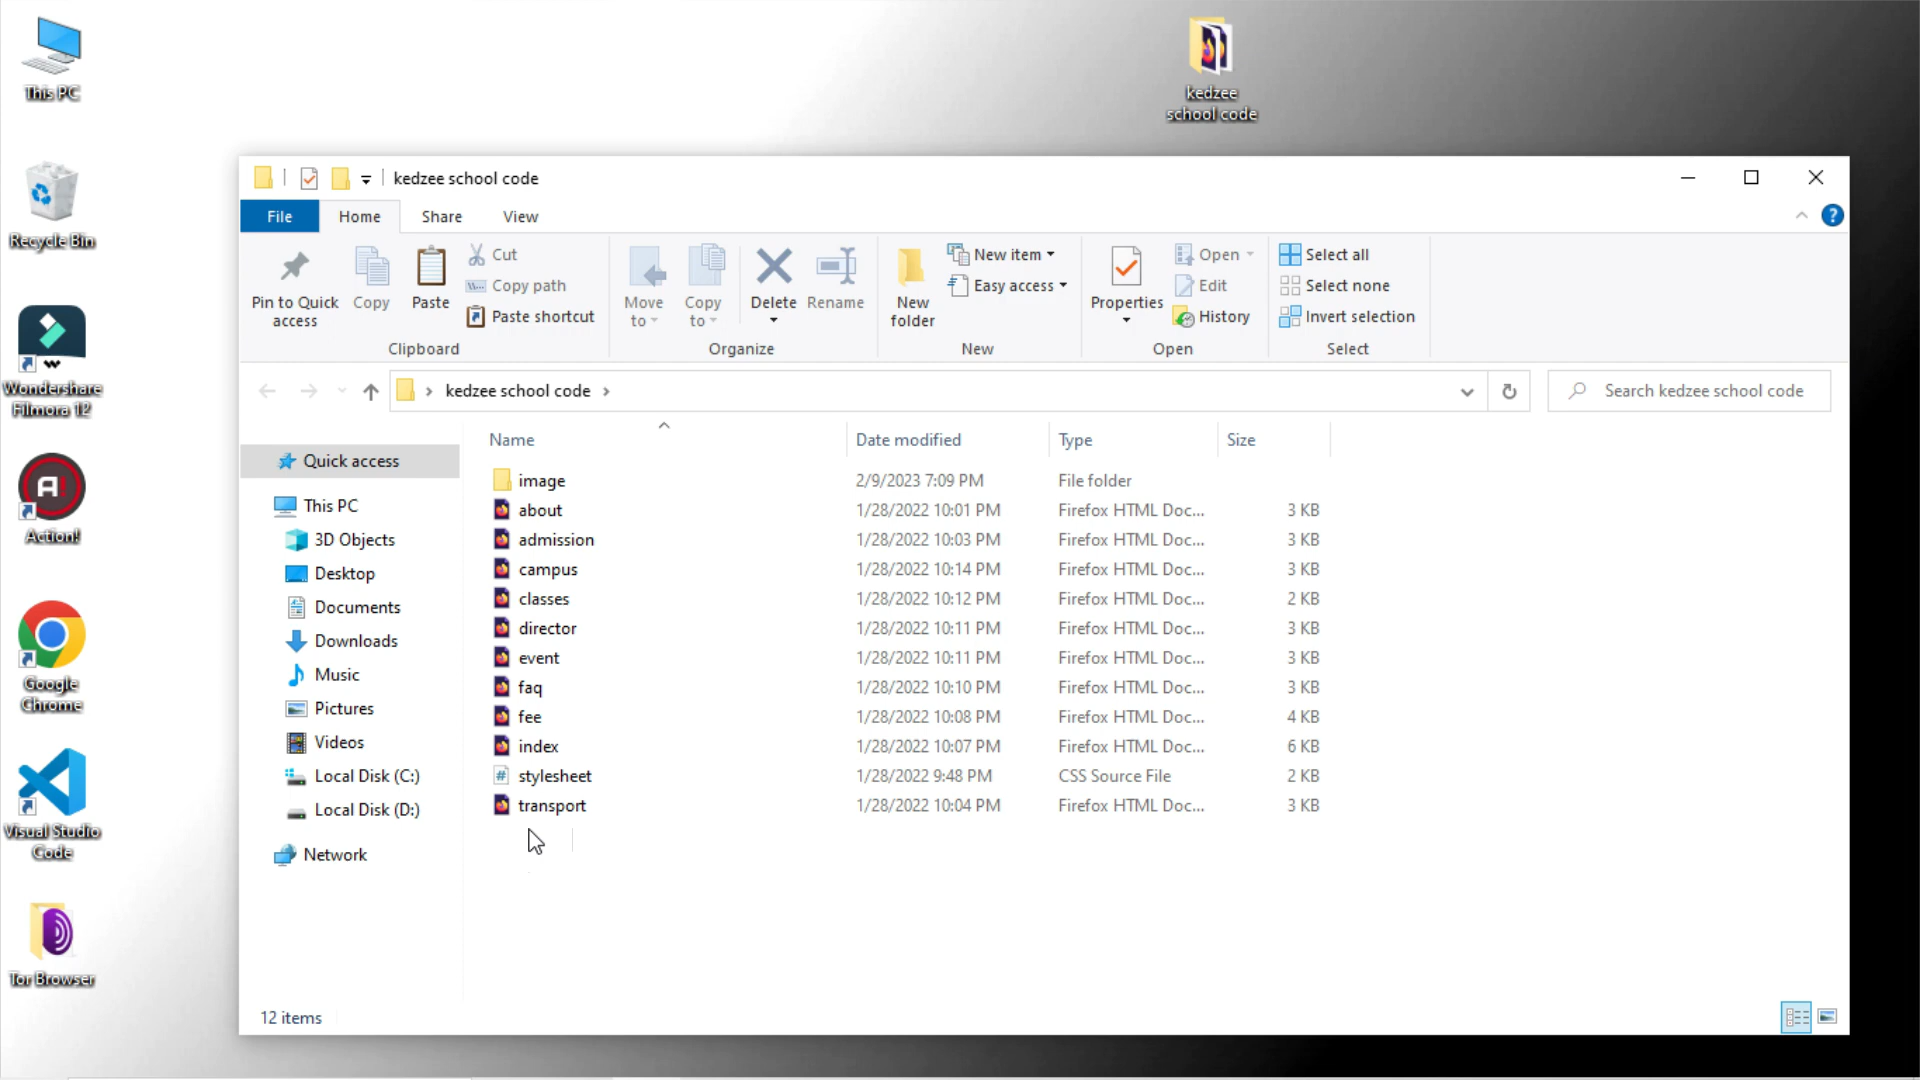 This PC
Recycle Bin
Wondershare
Filmora 12
Action!
Google
Chrome
Visual Studio
Code
Tor Browser
kedzee
school code
kedzee school code
File Home Share View
Pin to Quick
access
Copy
Paste
Cut
Copy path
Paste shortcut
Clipboard
Move
to
Copy
to
Delete
Rename
Organize
New
folder
New item
Easy access
New
Properties
Open
Edit
History
Open
Select all
Select none
Invert selection
Select
kedzee school code
Search kedzee school code
Quick access
This PC
3D Objects
Desktop
Documents
Downloads
Music
Pictures
Videos
Local Disk (C:)
Local Disk (D:)
Network
Name Date modified Type Size
image 2/9/2023 7:09 PM File folder
about 1/28/2022 10:01 PM Firefox HTML Doc... 3 KB
admission 1/28/2022 10:03 PM Firefox HTML Doc... 3 KB
campus 1/28/2022 10:14 PM Firefox HTML Doc... 3 KB
classes 1/28/2022 10:12 PM Firefox HTML Doc... 2 KB
director 1/28/2022 10:11 PM Firefox HTML Doc... 3 KB
event 1/28/2022 10:11 PM Firefox HTML Doc... 3 KB
faq 1/28/2022 10:10 PM Firefox HTML Doc... 3 KB
fee 1/28/2022 10:08 PM Firefox HTML Doc... 4 KB
index 1/28/2022 10:07 PM Firefox HTML Doc... 6 KB
stylesheet 1/28/2022 9:48 PM CSS Source File 2 KB
transport 1/28/2022 10:04 PM Firefox HTML Doc... 3 KB
12 items